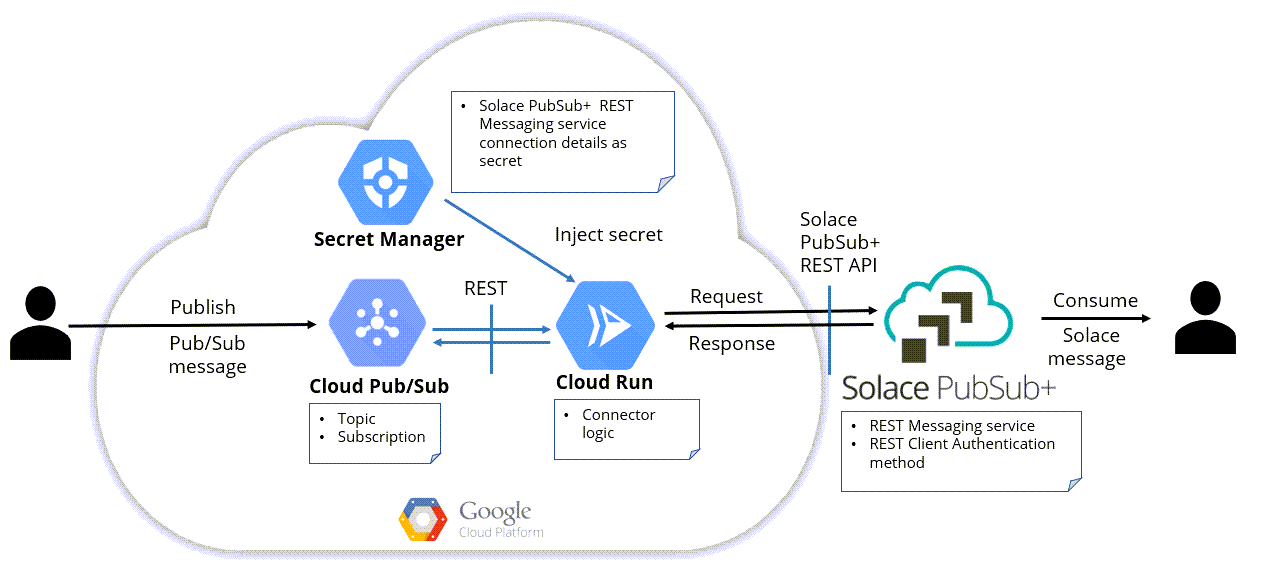 • Solace PubSub+ REST
Messaging service
connection details as
secret
Secret Manager
Inject secret
Solace
PubSub+
REST API
Publish
Pub/Sub
message
REST
Request
Response
Consume
Solace
message
Cloud Pub/Sub
Cloud Run
Solace PubSub+
• Topic
• Subscription
• Connector
logic
• REST Messaging service
• REST Client Authentication
method
Google
Cloud Platform